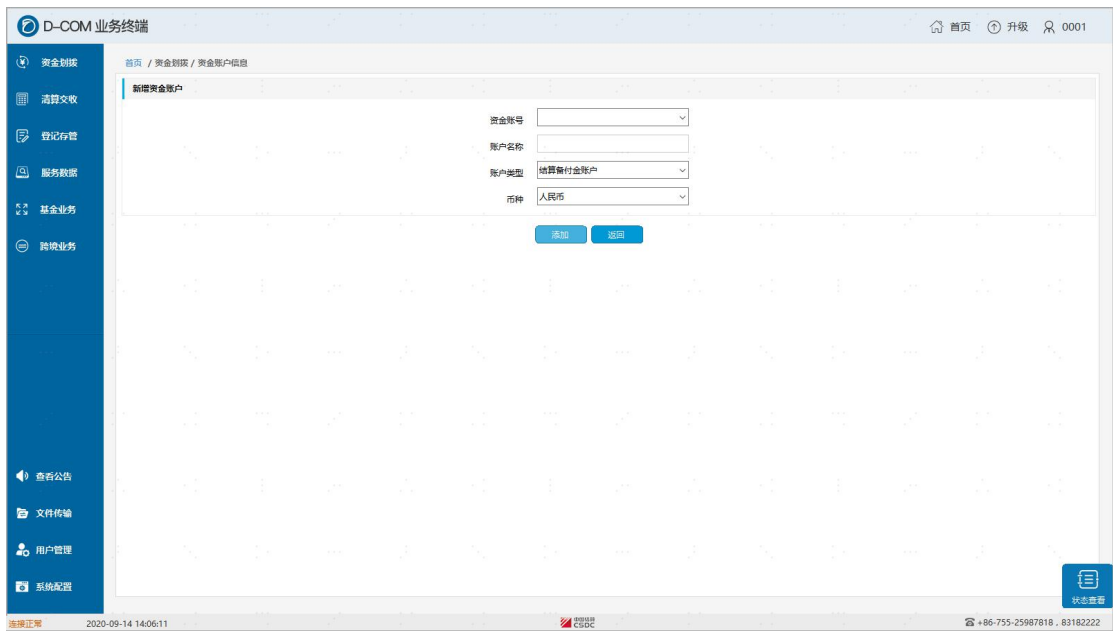 D-COM 业务终端
首页 升级 0001
资金划拨
清算交收
登记存管
服务数据
基金业务
跨境业务
查看公告
文件传输
用户管理
系统配置
首页 / 资金划拨 / 资金账户信息
新增资金账户
资金账号
账户名称
账户类型 结算备付金账户
币种 人民币
添加 返回
状态查看
连接正常 2020-09-14 14:06:11
中国结算
CSDC
+86-755-25987818 , 83182222